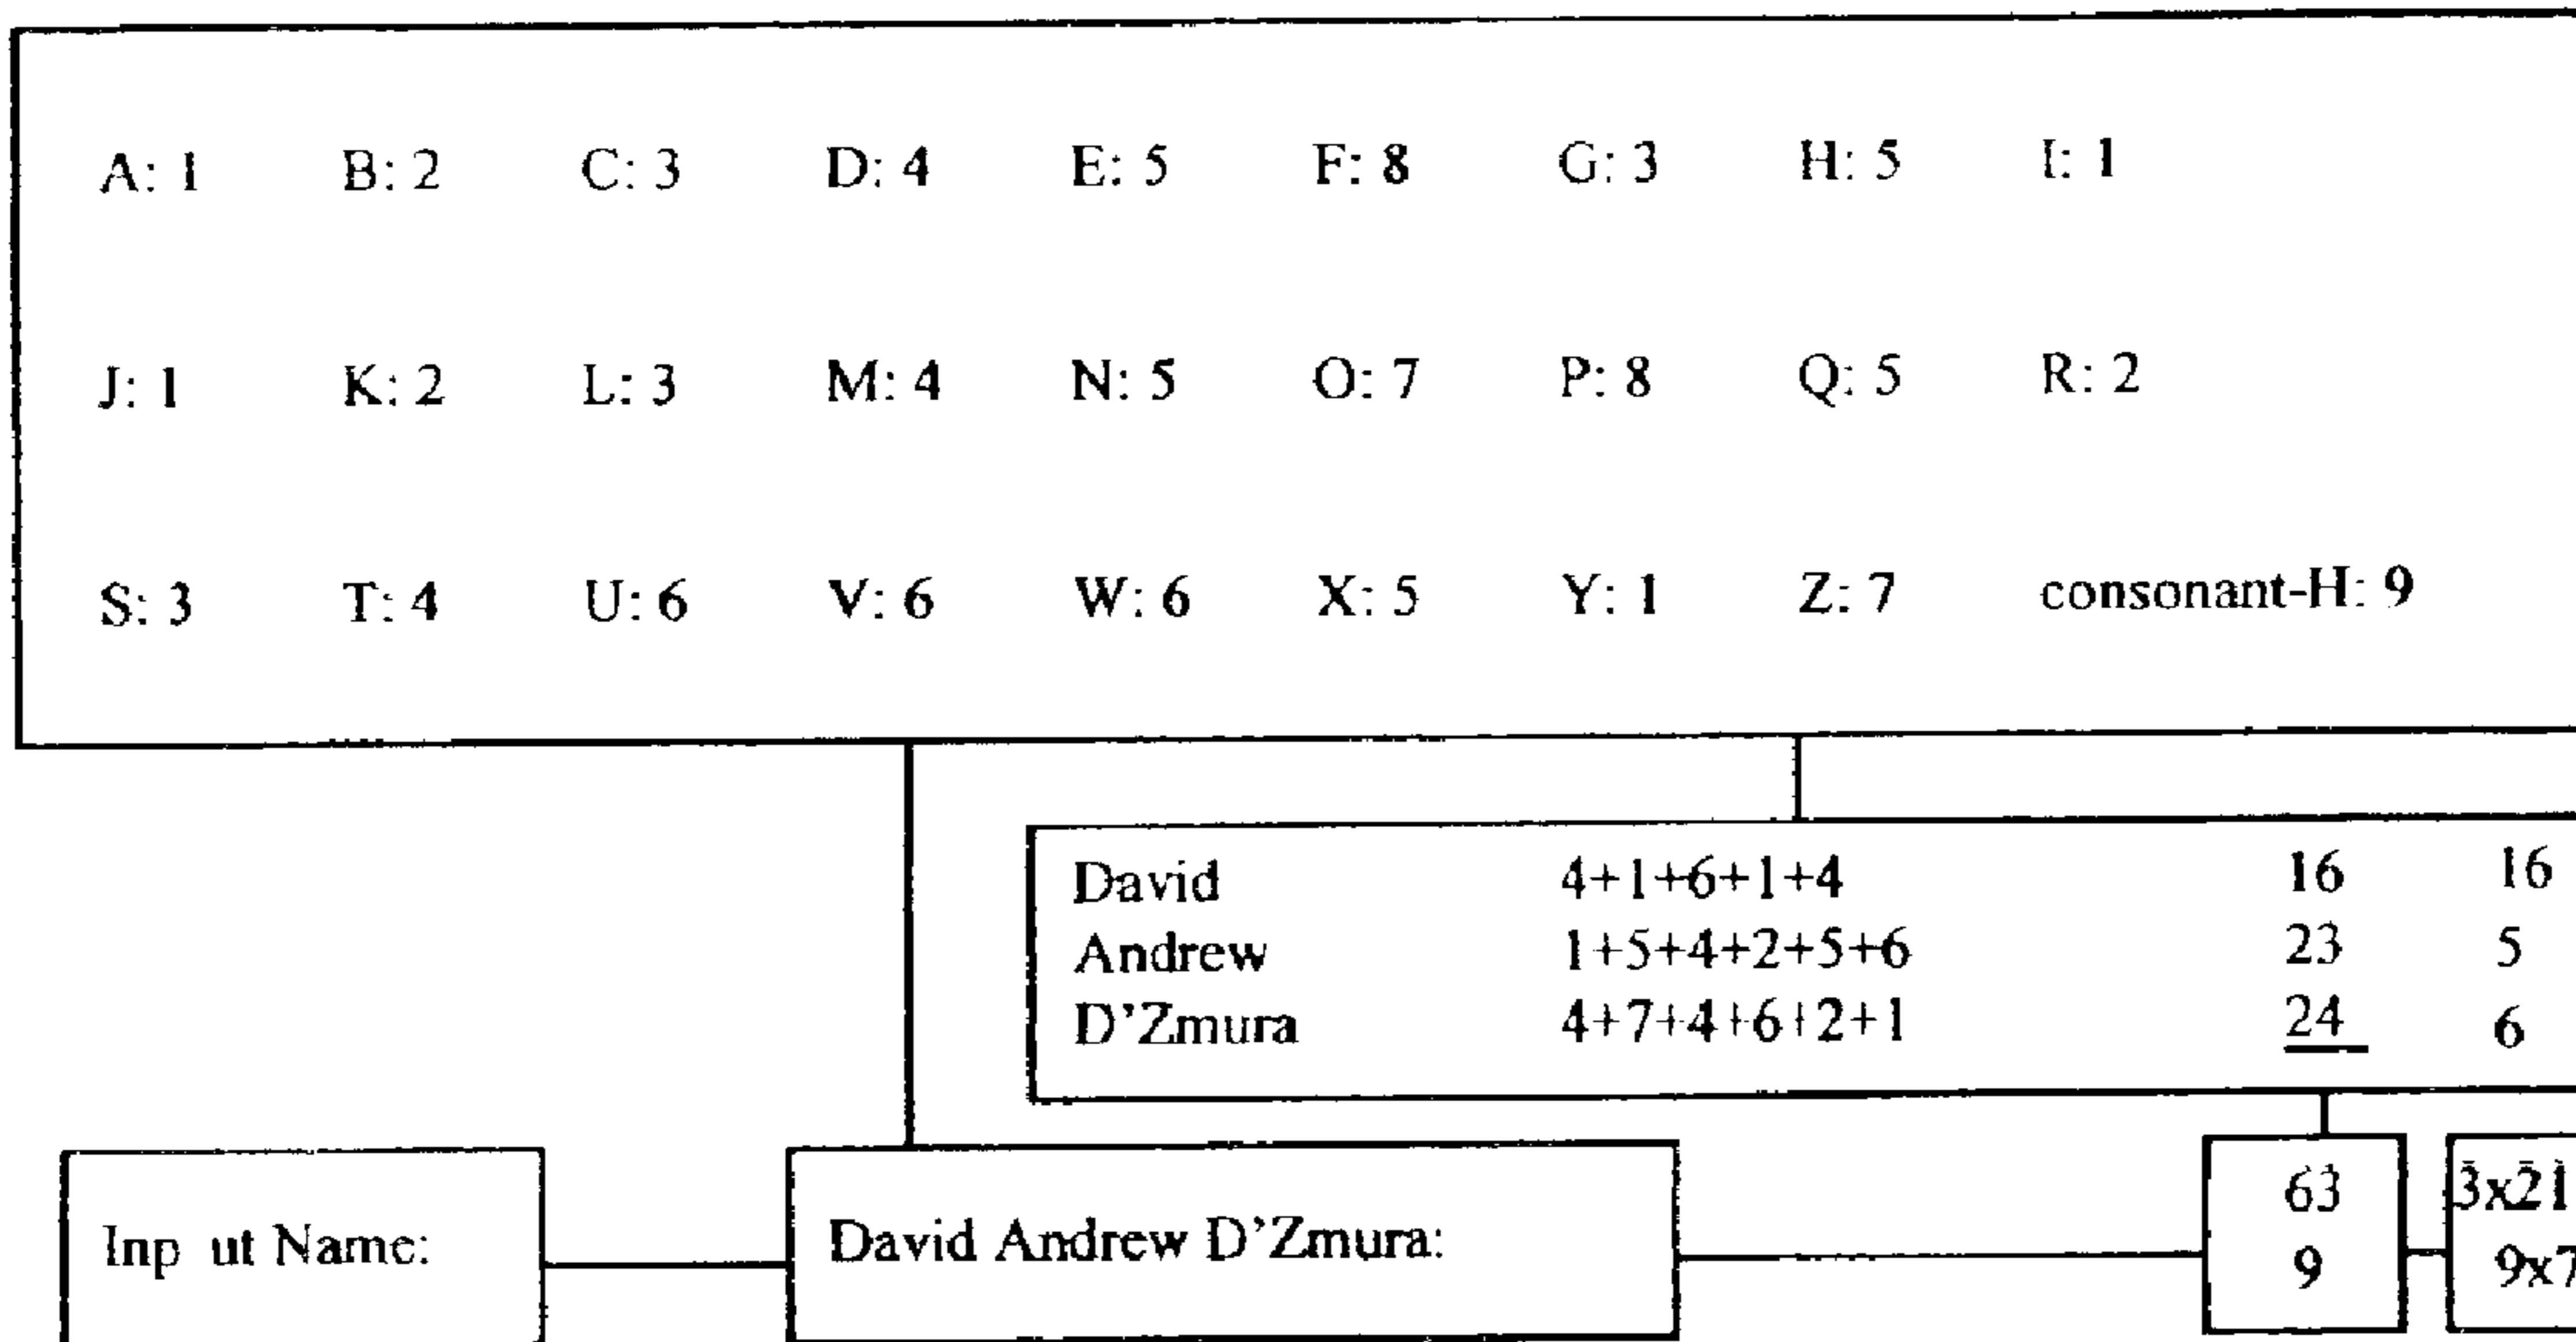 A: 1 B: 2 C: 3 D: 4 E: 5 F: 8 G: 3 H: 5 I: 1
J: 1 K: 2 L: 3 M: 4 N: 5 O: 7 P: 8 Q: 5 R: 2
S: 3 T: 4 U: 6 V: 6 W: 6 X: 5 Y: 1 Z: 7 consonant-H: 9
David 4+1+6+1+4 16 16
Andrew 1+5+4+2+5+6 23 5
D’Zmura 4+7+4+6+2+1 24 6
Inp ut Name:
David Andrew D’Zmura:
63
9
3x21
9x7